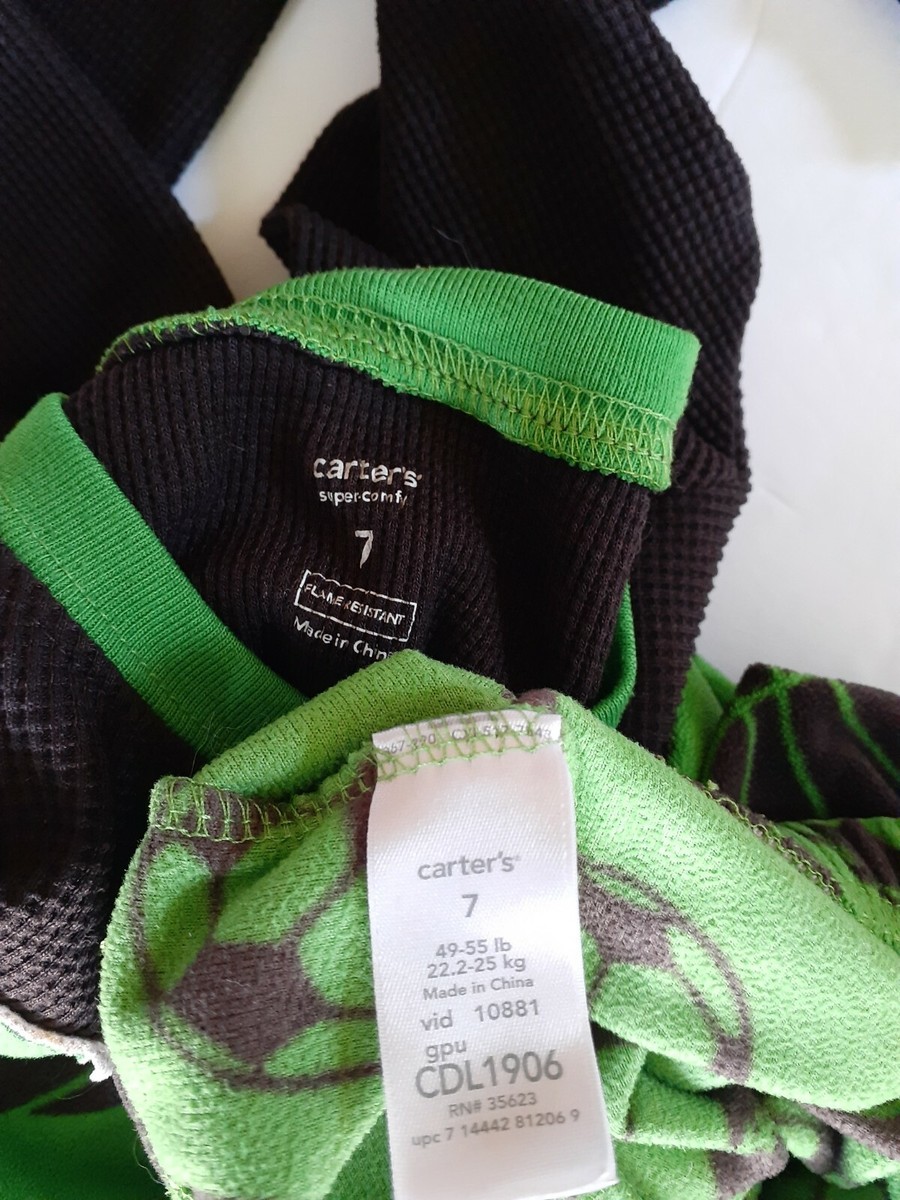 carter's
super-comfy
7
FLAME RESISTANT
Made in China
carter's®
7
49-55 lb
22.2-25 kg
Made in China
vid 10881
gpu
CDL1906
RN# 35623
upc 7 14442 81206 9